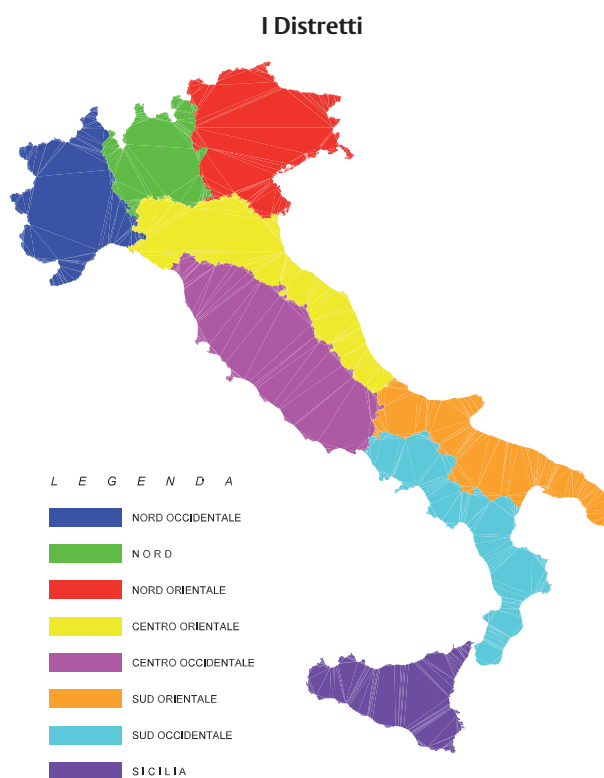 I Distretti
L E G E N D A
NORD OCCIDENTALE
N O R D
NORD ORIENTALE
CENTRO ORIENTALE
CENTRO OCCIDENTALE
SUD ORIENTALE
SUD OCCIDENTALE
S I C I L I A